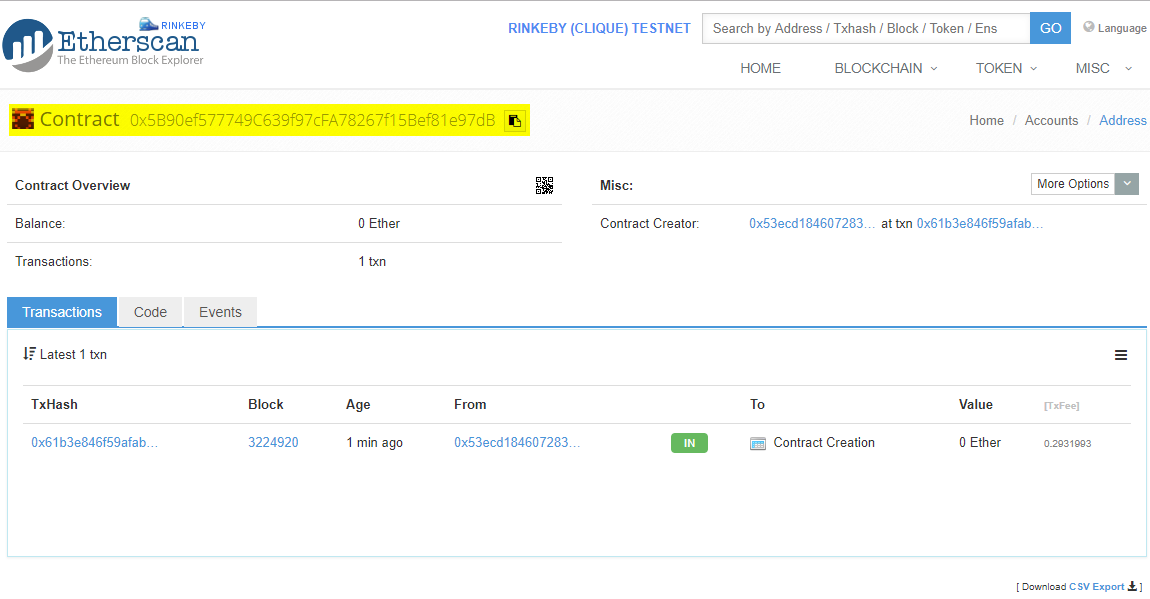 RINKEBY
Etherscan
The Ethereum Block Explorer
RINKEBY (CLIQUE) TESTNET
Search by Address / Txhash / Block / Token / Ens
GO
Language
HOME BLOCKCHAIN TOKEN MISC
Contract 0x5B90ef577749C639f97cFA78267f15Bef81e97dB
Home / Accounts / Address
Contract Overview
Misc:
More Options
Balance: 0 Ether
Contract Creator: 0x53ecd184607283... at txn 0x61b3e846f59afab...
Transactions: 1 txn
Transactions Code Events
Latest 1 txn
TxHash Block Age From To Value [TxFee]
0x61b3e846f59afab... 3224920 1 min ago 0x53ecd184607283... IN Contract Creation 0 Ether 0.2931993
[ Download CSV Export ]